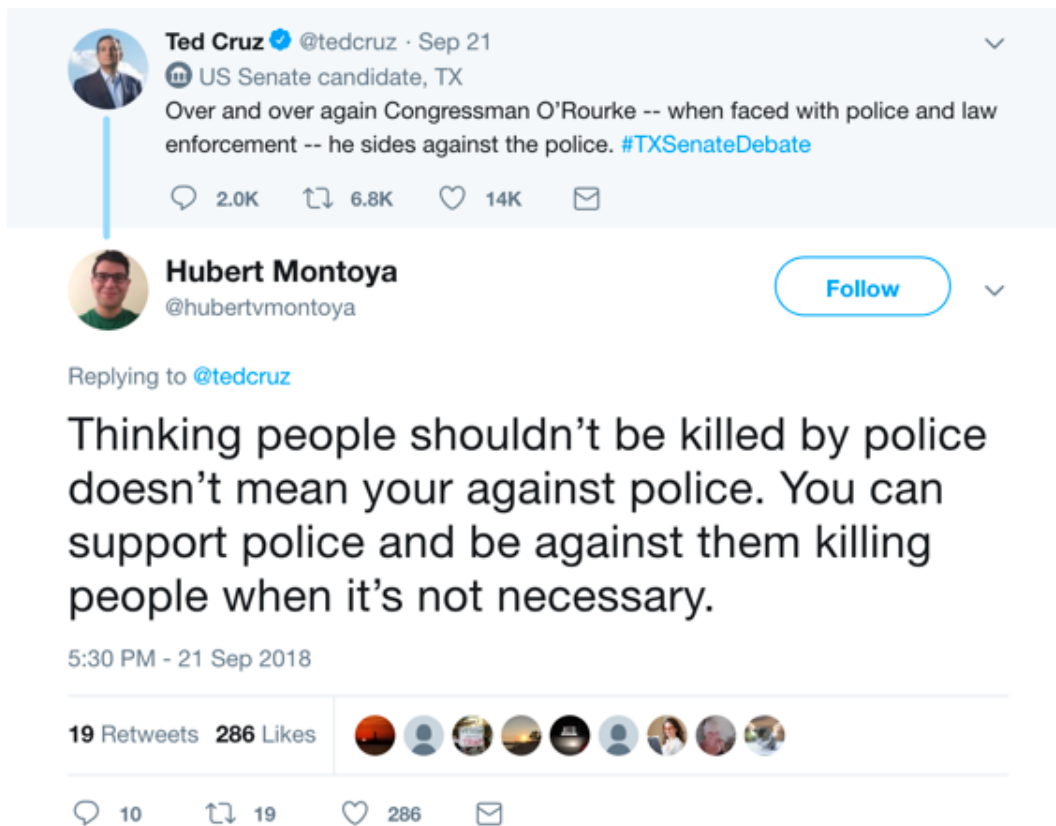 Ted Cruz @tedcruz · Sep 21
US Senate candidate, TX
Over and over again Congressman O’Rourke -- when faced with police and law
enforcement -- he sides against the police. #TXSenateDebate
2.0K 6.8K 14K
Hubert Montoya
Follow
@hubertvmontoya
Replying to @tedcruz
Thinking people shouldn’t be killed by police
doesn’t mean your against police. You can
support police and be against them killing
people when it’s not necessary.
5:30 PM - 21 Sep 2018
19 Retweets 286 Likes
10 19 286